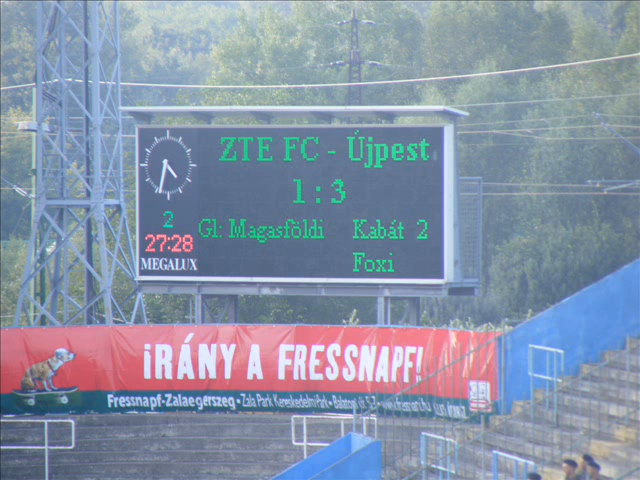 ZTE FC - Újpest
1 : 3
2
Gl: Magasföldi Kabát 2
27:28
MEGALUX
Foxi
IRÁNY A FRESSNAPF!
Fressnapf-Zalaegerszeg • Zala Park Kereskedelmi Park •